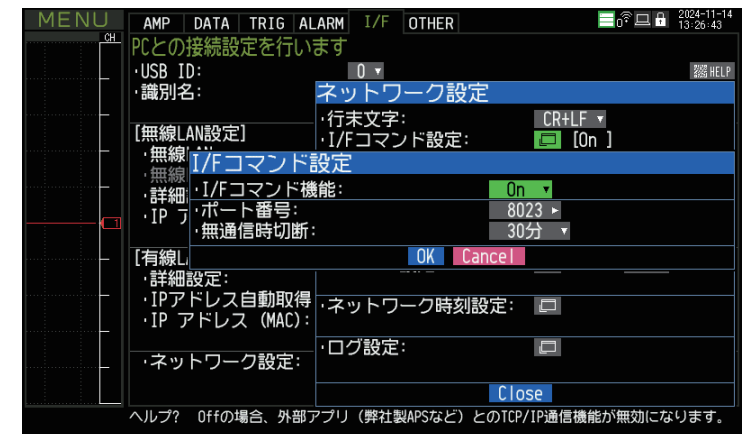 MENU
AMP DATA TRIG ALARM I/F OTHER
2024-11-14
13:26:43
CH
PCとの接続設定を行います
・USB ID: 0
HELP
・識別名:
ネットワーク設定
・行末文字: CR+LF
[無線LAN設定]
・I/Fコマンド設定: [On ]
・無線
I/Fコマンド設定
・無線
・I/Fコマンド機能: On
・詳細
・ポート番号: 8023
・IP ア
1
・無通信時切断: 30分
OK Cancel
[有線L
・詳細設定:
・IPアドレス自動取得
・ネットワーク時刻設定:
・IP アドレス (MAC):
・ログ設定:
・ネットワーク設定:
Close
ヘルプ? Offの場合、外部アプリ(弊社製APSなど)とのTCP/IP通信機能が無効になります。